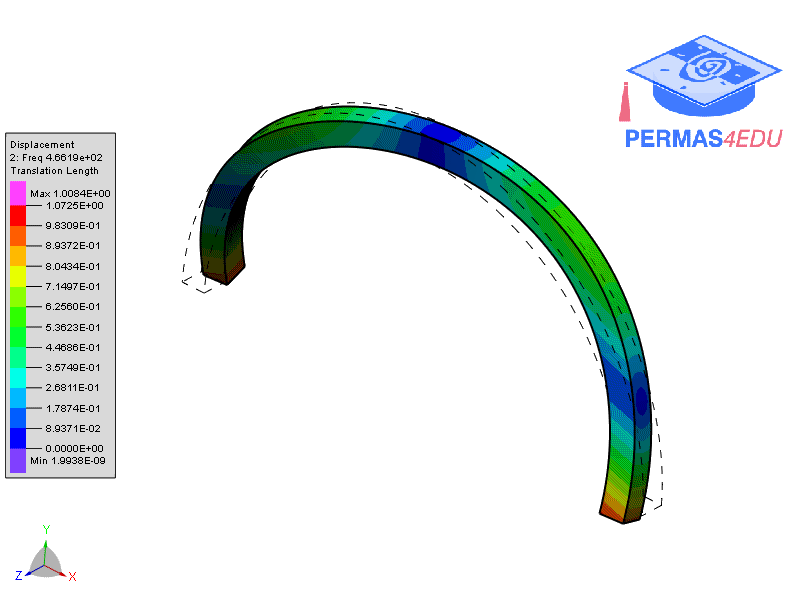 PERMAS4EDU
Displacement
2: Freq 4.6619e+02
Translation Length
Max 1.0084E+00
1.0725E+00
9.8309E-01
8.9372E-01
8.0434E-01
7.1497E-01
6.2560E-01
5.3623E-01
4.4686E-01
3.5749E-01
2.6811E-01
1.7874E-01
8.9371E-02
0.0000E+00
Min 1.9938E-09
Y
Z
X